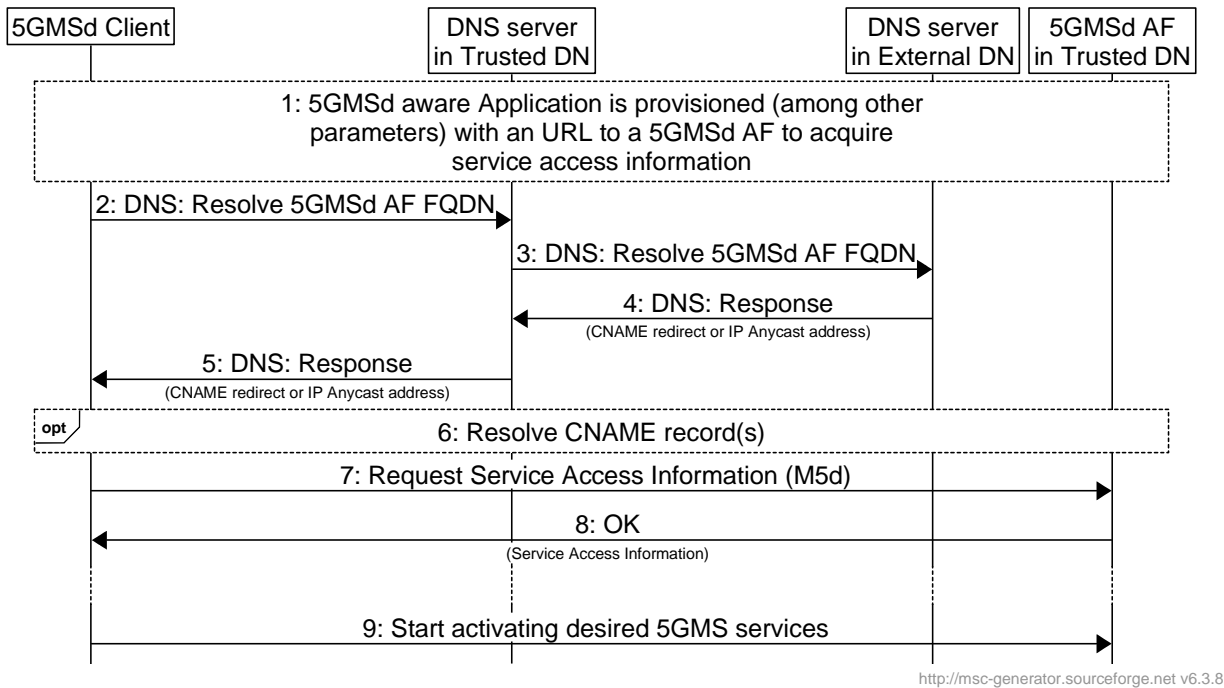 5GMSd Client
DNS server
in Trusted DN
DNS server
in External DN
5GMSd AF
in Trusted DN
1: 5GMSd aware Application is provisioned (among other
parameters) with an URL to a 5GMSd AF to acquire
service access information
2: DNS: Resolve 5GMSd AF FQDN
3: DNS: Resolve 5GMSd AF FQDN
4: DNS: Response
(CNAME redirect or IP Anycast address)
5: DNS: Response
(CNAME redirect or IP Anycast address)
opt
6: Resolve CNAME record(s)
7: Request Service Access Information (M5d)
8: OK
(Service Access Information)
9: Start activating desired 5GMS services
http://msc-generator.sourceforge.net v6.3.8